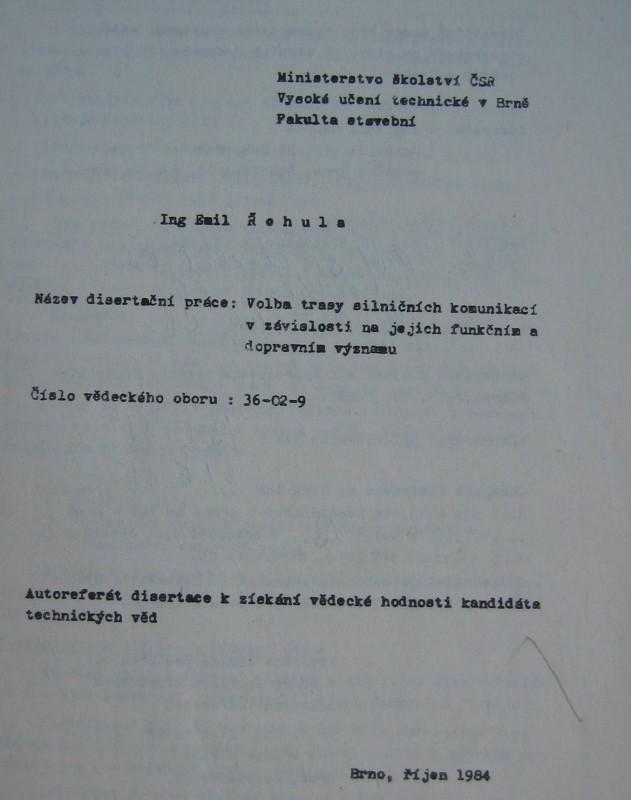 Ministerstvo školství ČSR
Vysoké učení technické v Brně
Fakulta stavební
Ing Emil Ř e h u l a
Název disertační práce: Volba trasy silničních komunikací
v závislosti na jejich funkčním a
dopravním významu
Číslo vědeckého oboru : 36-02-9
Autoreferát disertace k získání vědecké hodnosti kandidáta
technických věd
Brno, říjen 1984